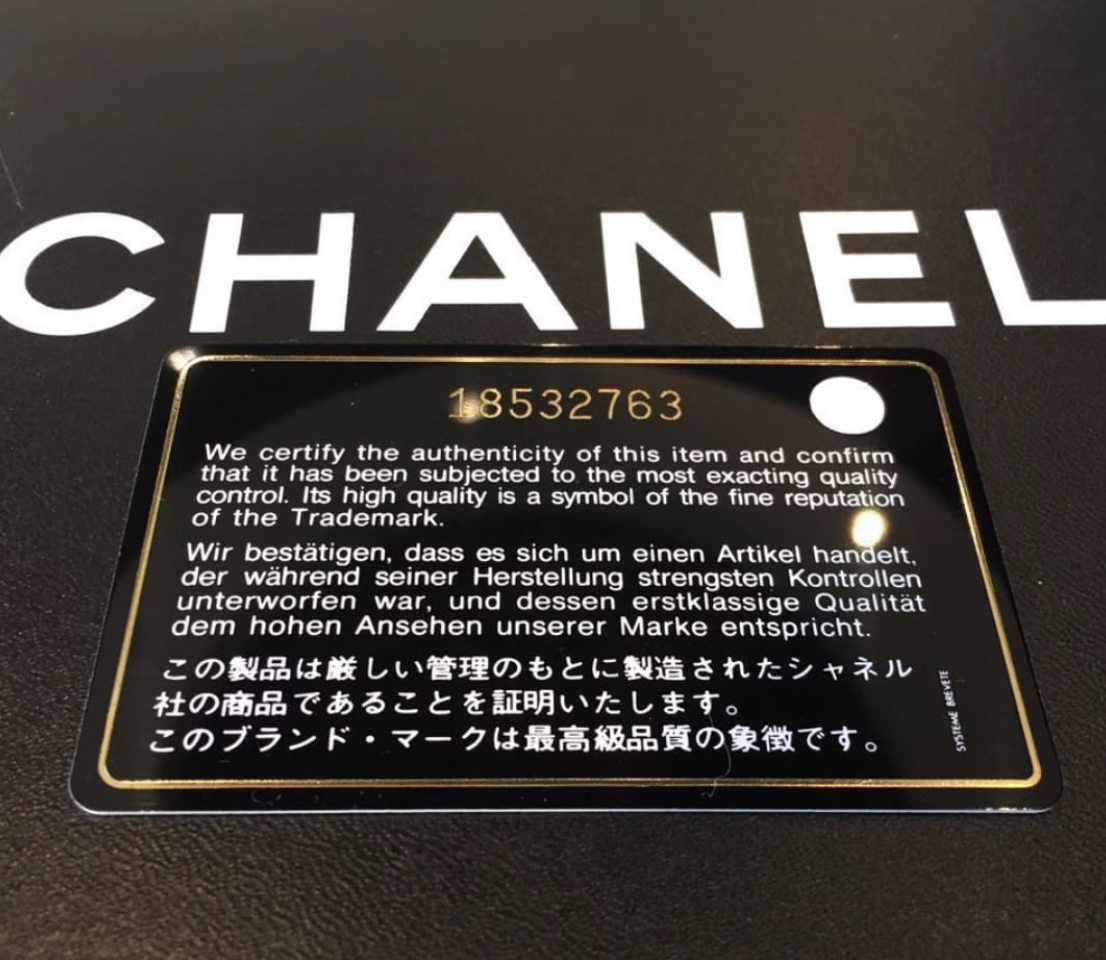 CHANEL
18532763
We certify the authenticity of this item and confirm
that it has been subjected to the most exacting quality
control. Its high quality is a symbol of the fine reputation
of the Trademark.
Wir bestätigen, dass es sich um einen Artikel handelt,
der während seiner Herstellung strengsten Kontrollen
unterworfen war, und dessen erstklassige Qualität
dem hohen Ansehen unserer Marke entspricht.
この製品は厳しい管理のもとに製造されたシャネル
社の商品であることを証明いたします。
このブランド・マークは最高級品質の象徴です。
SYSTEME BREVETE